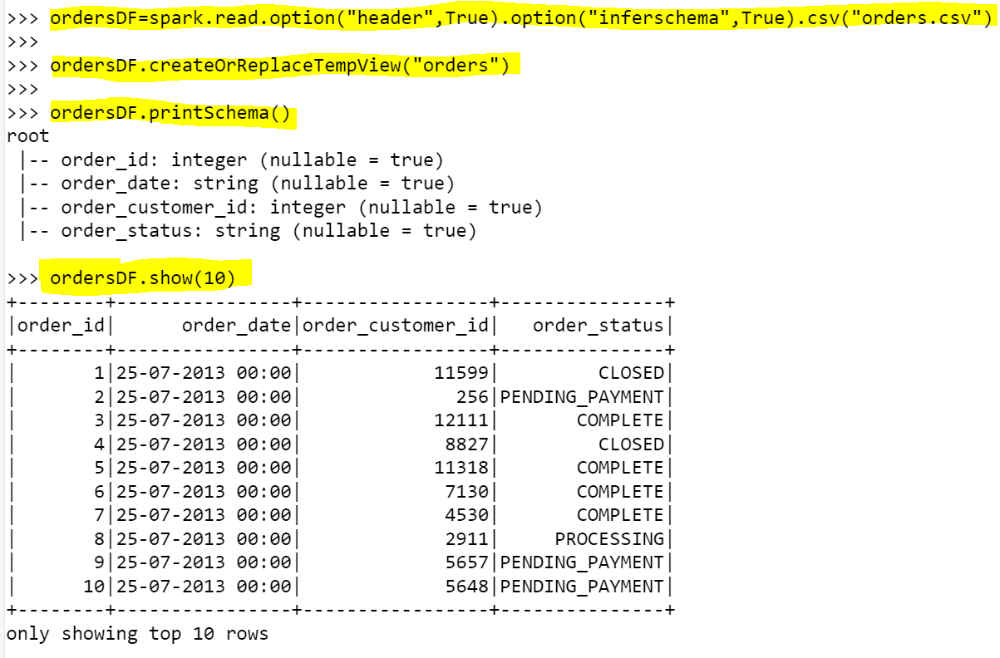 >>> ordersDF=spark.read.option("header",True).option("inferschema",True).csv("orders.csv")
>>>
>>> ordersDF.createOrReplaceTempView("orders")
>>>
>>> ordersDF.printSchema()
root
 |-- order_id: integer (nullable = true)
 |-- order_date: string (nullable = true)
 |-- order_customer_id: integer (nullable = true)
 |-- order_status: string (nullable = true)
>>> ordersDF.show(10)
+--------+----------------+-----------------+---------------+
|order_id|      order_date|order_customer_id|   order_status|
+--------+----------------+-----------------+---------------+
|       1|25-07-2013 00:00|            11599|         CLOSED|
|       2|25-07-2013 00:00|              256|PENDING_PAYMENT|
|       3|25-07-2013 00:00|            12111|       COMPLETE|
|       4|25-07-2013 00:00|             8827|         CLOSED|
|       5|25-07-2013 00:00|            11318|       COMPLETE|
|       6|25-07-2013 00:00|             7130|       COMPLETE|
|       7|25-07-2013 00:00|             4530|       COMPLETE|
|       8|25-07-2013 00:00|             2911|     PROCESSING|
|       9|25-07-2013 00:00|             5657|PENDING_PAYMENT|
|      10|25-07-2013 00:00|             5648|PENDING_PAYMENT|
+--------+----------------+-----------------+---------------+
only showing top 10 rows